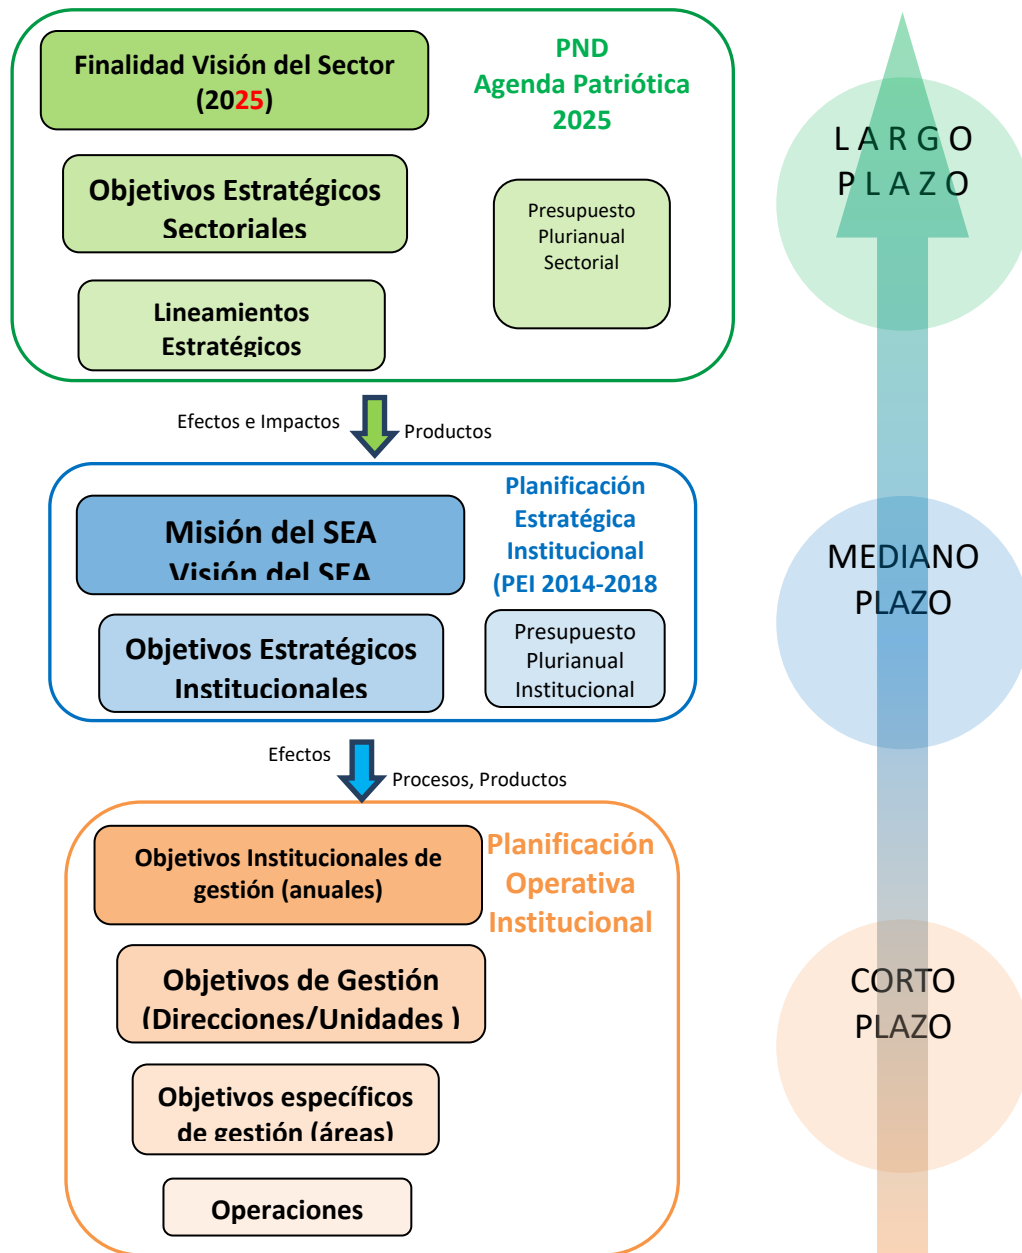 Finalidad Visión del Sector
(2025)
PND
Agenda Patriótica
2025
Objetivos Estratégicos
Sectoriales
Presupuesto
Plurianual
Sectorial
Lineamientos
Estratégicos
LARGO
PLAZO
Efectos e Impactos
Productos
Misión del SEA
Visión del SEA
Planificación
Estratégica
Institucional
(PEI 2014-2018
Objetivos Estratégicos
Institucionales
Presupuesto
Plurianual
Institucional
MEDIANO
PLAZO
Efectos
Procesos, Productos
Objetivos Institucionales de
gestión (anuales)
Planificación
Operativa
Institucional
Objetivos de Gestión
(Direcciones/Unidades )
Objetivos específicos
de gestión (áreas)
Operaciones
CORTO
PLAZO